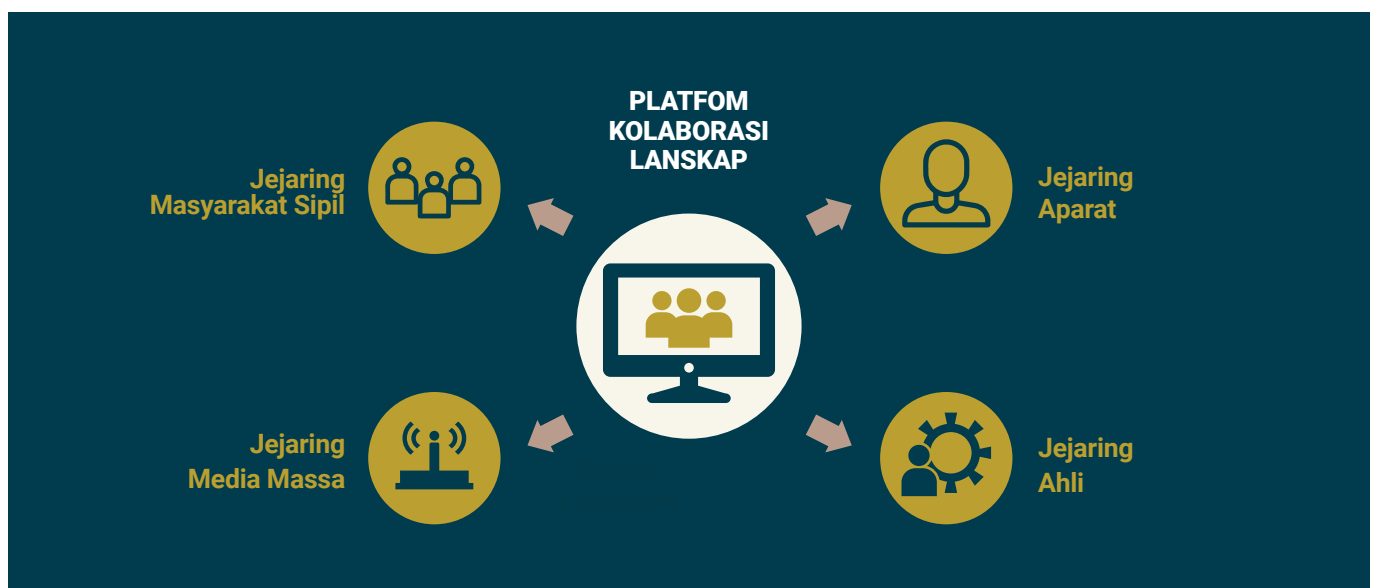 PLATFOM
KOLABORASI
LANSKAP
Jejaring
Masyarakat Sipil
Jejaring
Aparat
Jejaring
Media Massa
Jejaring
Ahli